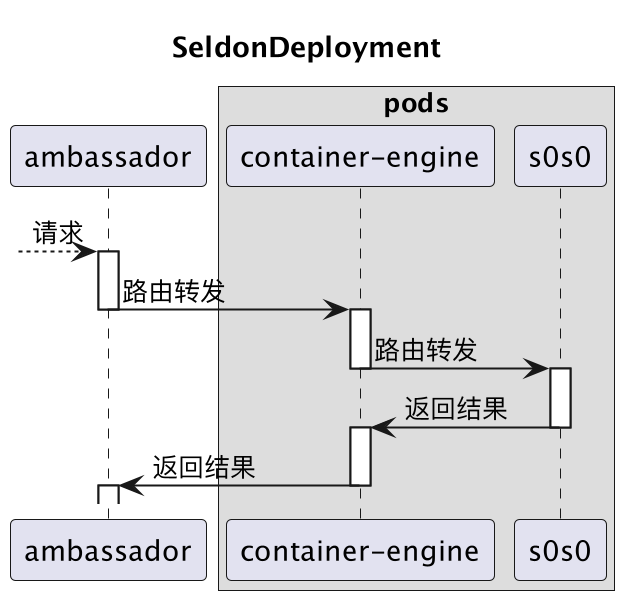 SeldonDeployment
pods
ambassador
container-engine
s0s0
请求
路由转发
路由转发
返回结果
返回结果
ambassador
container-engine
s0s0